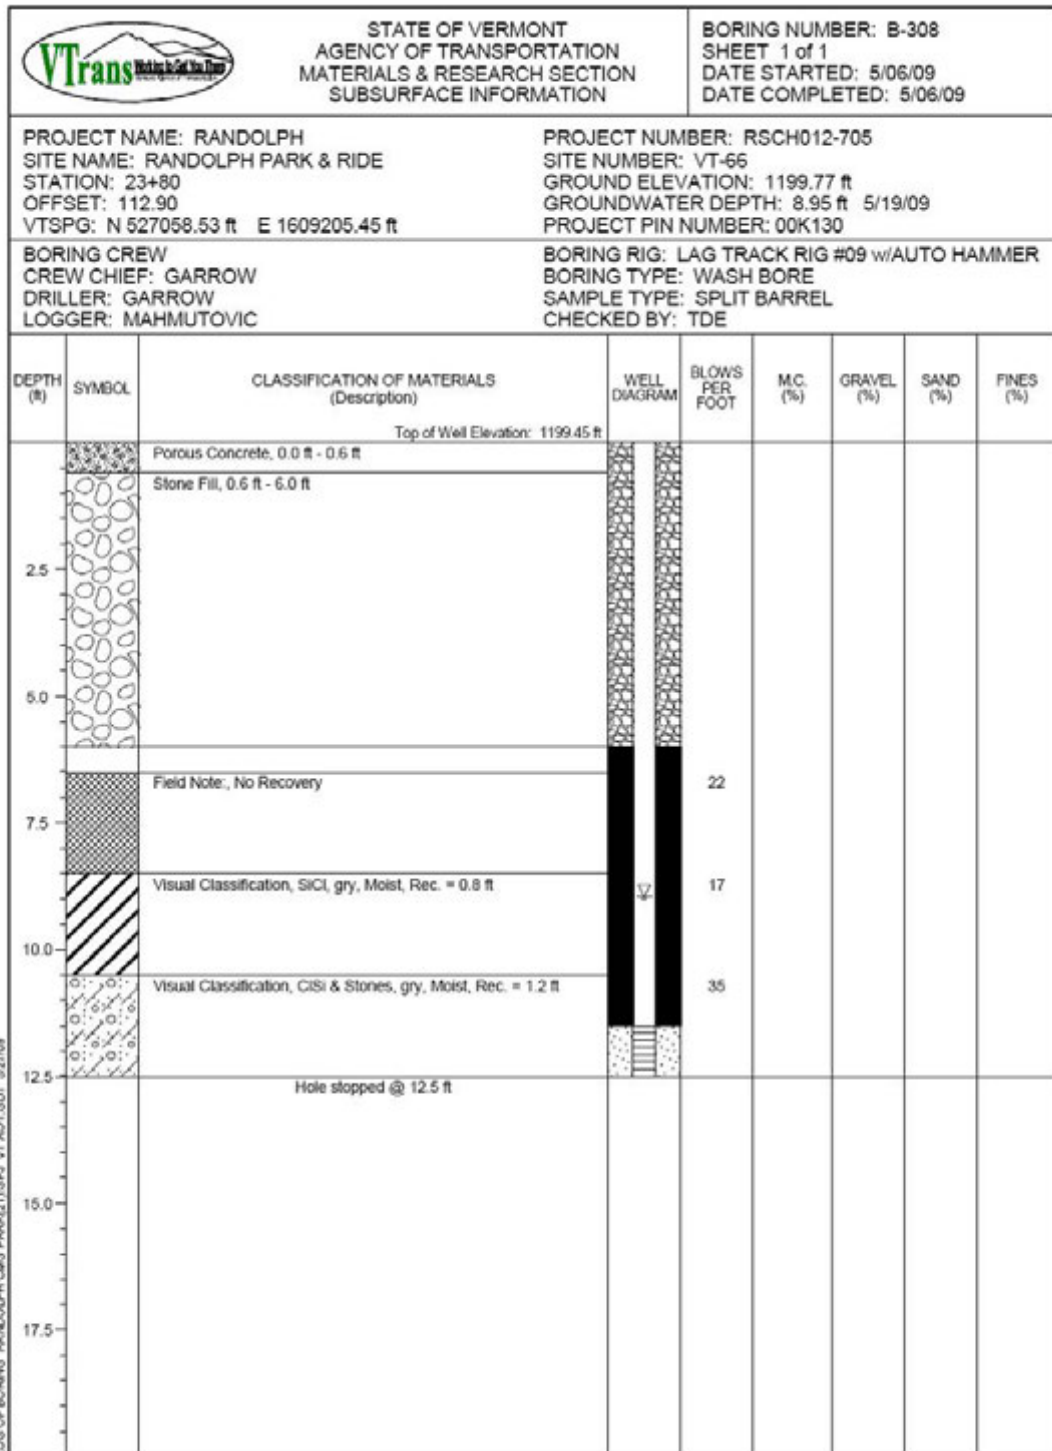 VTrans Working to Get You There
STATE OF VERMONT
AGENCY OF TRANSPORTATION
MATERIALS & RESEARCH SECTION
SUBSURFACE INFORMATION
BORING NUMBER: B-308
SHEET 1 of 1
DATE STARTED: 5/06/09
DATE COMPLETED: 5/06/09
PROJECT NAME: RANDOLPH
SITE NAME: RANDOLPH PARK & RIDE
STATION: 23+80
OFFSET: 112.90
VTSPG: N 527058.53 ft E 1609205.45 ft
PROJECT NUMBER: RSCH012-705
SITE NUMBER: VT-66
GROUND ELEVATION: 1199.77 ft
GROUNDWATER DEPTH: 8.95 ft 5/19/09
PROJECT PIN NUMBER: 00K130
BORING CREW
CREW CHIEF: GARROW
DRILLER: GARROW
LOGGER: MAHMUTOVIC
BORING RIG: LAG TRACK RIG #09 w/AUTO HAMMER
BORING TYPE: WASH BORE
SAMPLE TYPE: SPLIT BARREL
CHECKED BY: TDE
DEPTH
(ft)
SYMBOL
CLASSIFICATION OF MATERIALS
(Description)
WELL
DIAGRAM
BLOWS
PER
FOOT
M.C.
(%)
GRAVEL
(%)
SAND
(%)
FINES
(%)
Top of Well Elevation: 1199.45 ft
Porous Concrete, 0.0 ft - 0.6 ft
Stone Fill, 0.6 ft - 6.0 ft
2.5
5.0
Field Note:, No Recovery
22
7.5
Visual Classification, SiCl, gry, Moist, Rec. = 0.8 ft
17
10.0
Visual Classification, ClSi & Stones, gry, Moist, Rec. = 1.2 ft
35
12.5
Hole stopped @ 12.5 ft
15.0
17.5